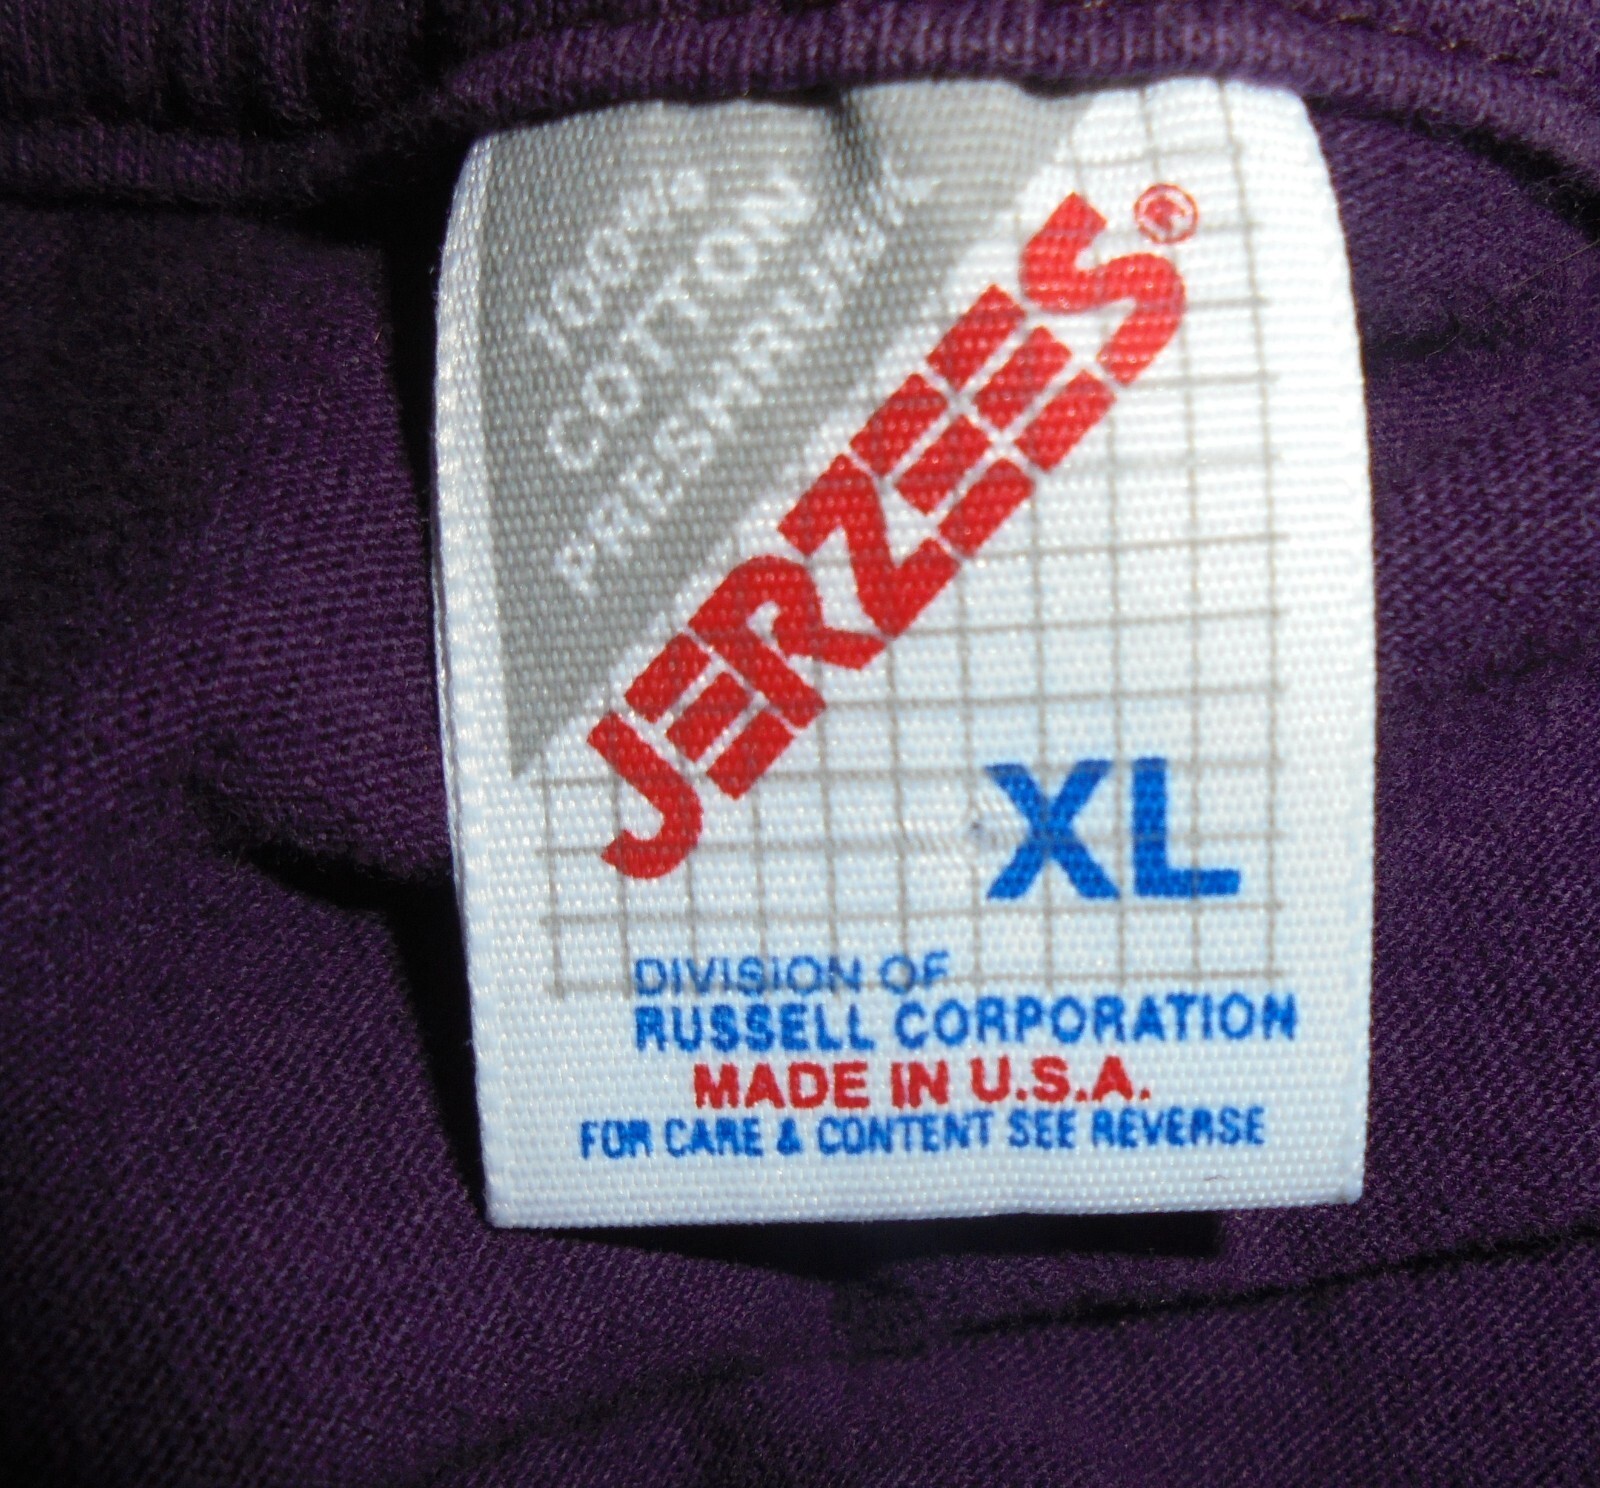 100%
COTTON
PRESHRUNK
JERZEES®
XL
DIVISION OF
RUSSELL CORPORATION
MADE IN U.S.A.
FOR CARE & CONTENT SEE REVERSE